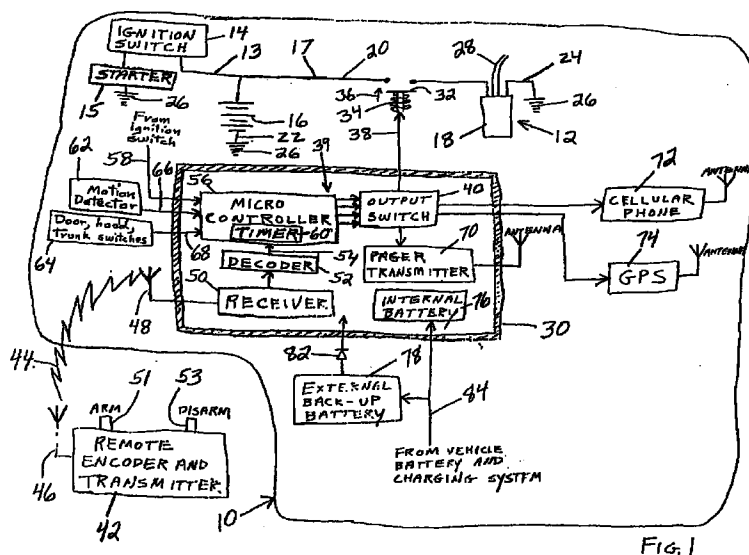 IGNITION
SWITCH
14
13
17
20
28
24
STARTER
15
26
36
32
34
26
18
12
From
ignition
switch
16
22
26
38
62
58
66
39
56
72
Motion
Detector
MICRO
CONTROLLER
TIMER
60
OUTPUT
SWITCH
40
CELLULAR
PHONE
ANTENNA
Door, hood,
trunk switches
64
68
54
DECODER
52
70
PAGER
TRANSMITTER
ANTENNA
74
GPS
ANTENNA
50
RECEIVER
INTERNAL
BATTERY
76
30
48
44
82
78
EXTERNAL
BACK-UP
BATTERY
84
51
53
ARM
DISARM
REMOTE
ENCODER AND
TRANSMITTER
46
42
FROM VEHICLE
BATTERY AND
CHARGING SYSTEM
10
FIG.1